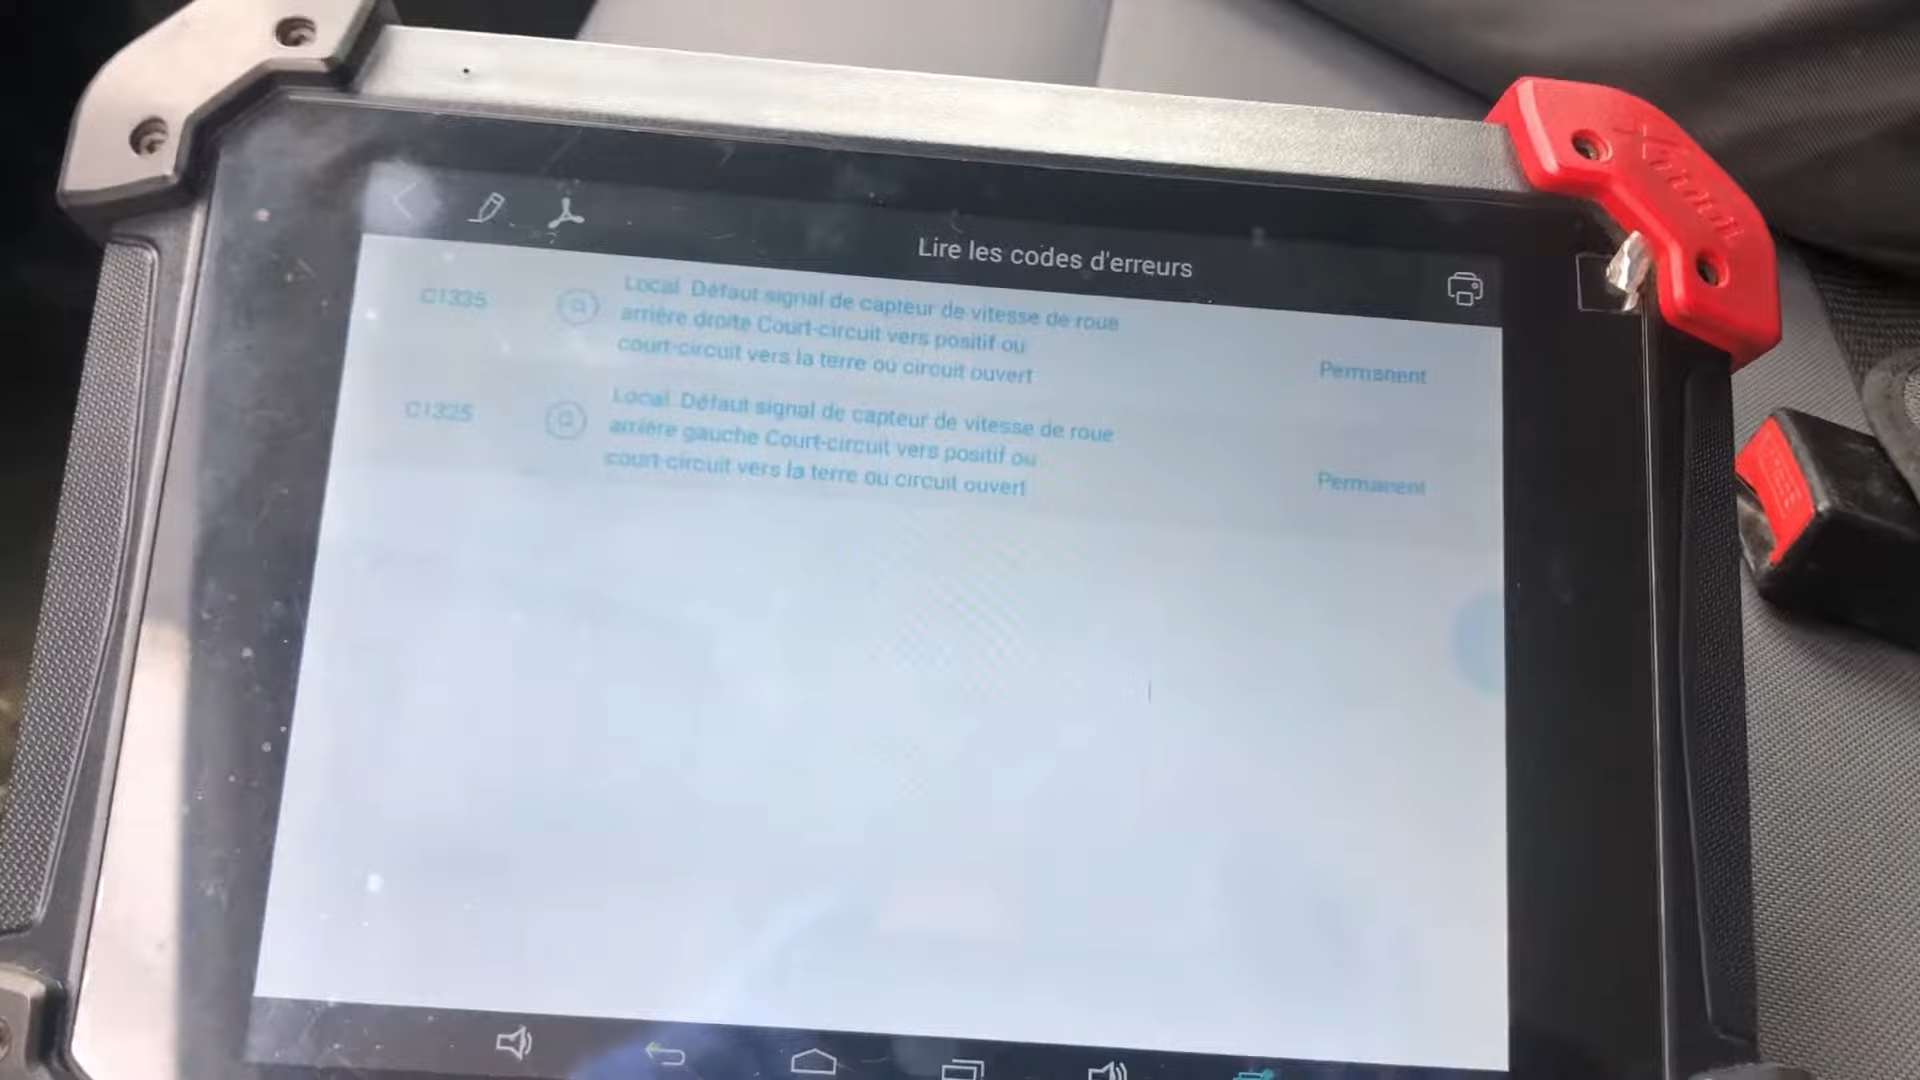 Lire les codes d'erreurs
C1335
Local Défaut signal de capteur de vitesse de roue
arrière droite Court-circuit vers positif ou
court-circuit vers la terre ou circuit ouvert
Permanent
C1325
Local Défaut signal de capteur de vitesse de roue
arrière gauche Court-circuit vers positif ou
court-circuit vers la terre ou circuit ouvert
Permanent